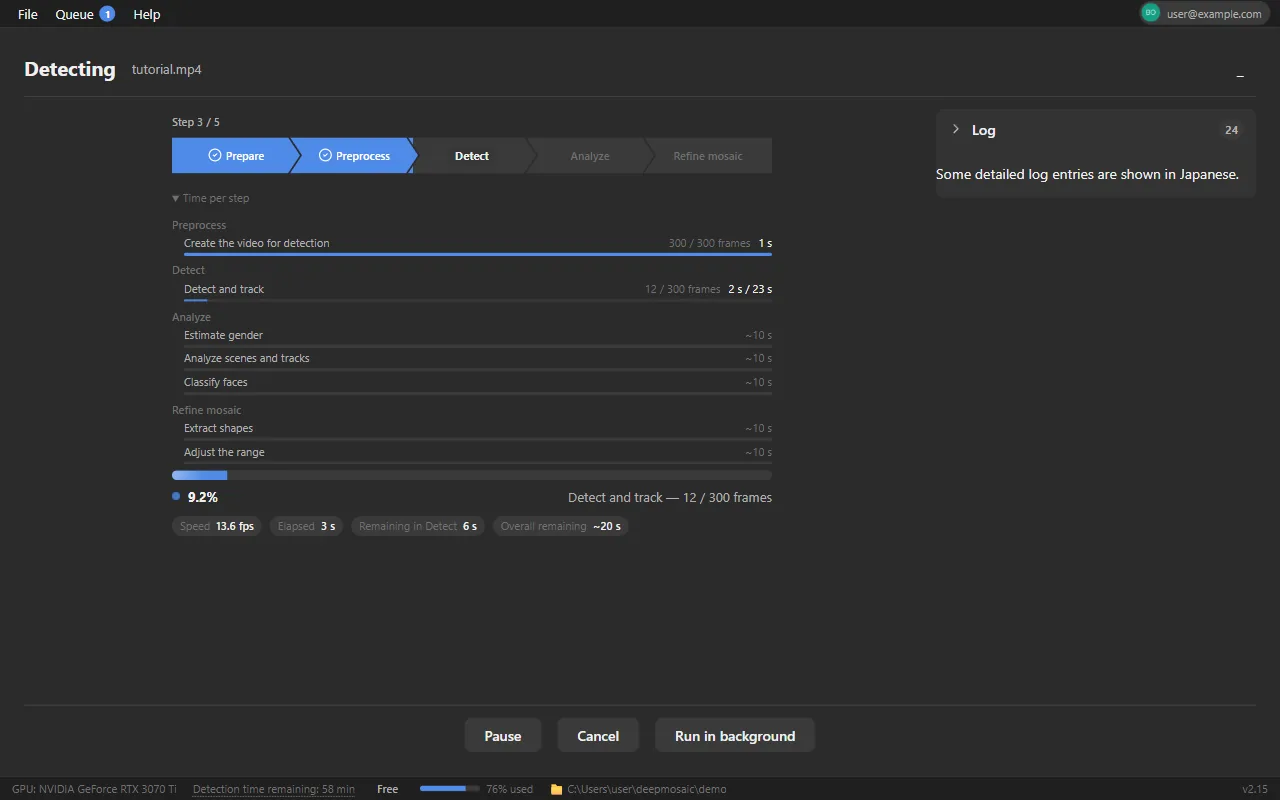 File Queue 1 Help
BO user@example.com
Detecting tutorial.mp4
Step 3 / 5
Prepare Preprocess Detect Analyze Refine mosaic
Time per step
Preprocess
Create the video for detection 300 / 300 frames 1 s
Detect
Detect and track 12 / 300 frames 2 s / 23 s
Analyze
Estimate gender ~10 s
Analyze scenes and tracks ~10 s
Classify faces ~10 s
Refine mosaic
Extract shapes ~10 s
Adjust the range ~10 s
9.2% Detect and track — 12 / 300 frames
Speed 13.6 fps Elapsed 3 s Remaining in Detect 6 s Overall remaining ~20 s
Log 24
Some detailed log entries are shown in Japanese.
Pause Cancel Run in background
GPU: NVIDIA GeForce RTX 3070 Ti Detection time remaining: 58 min Free 76% used C:\Users\user\deepmosaic\demo v2.15